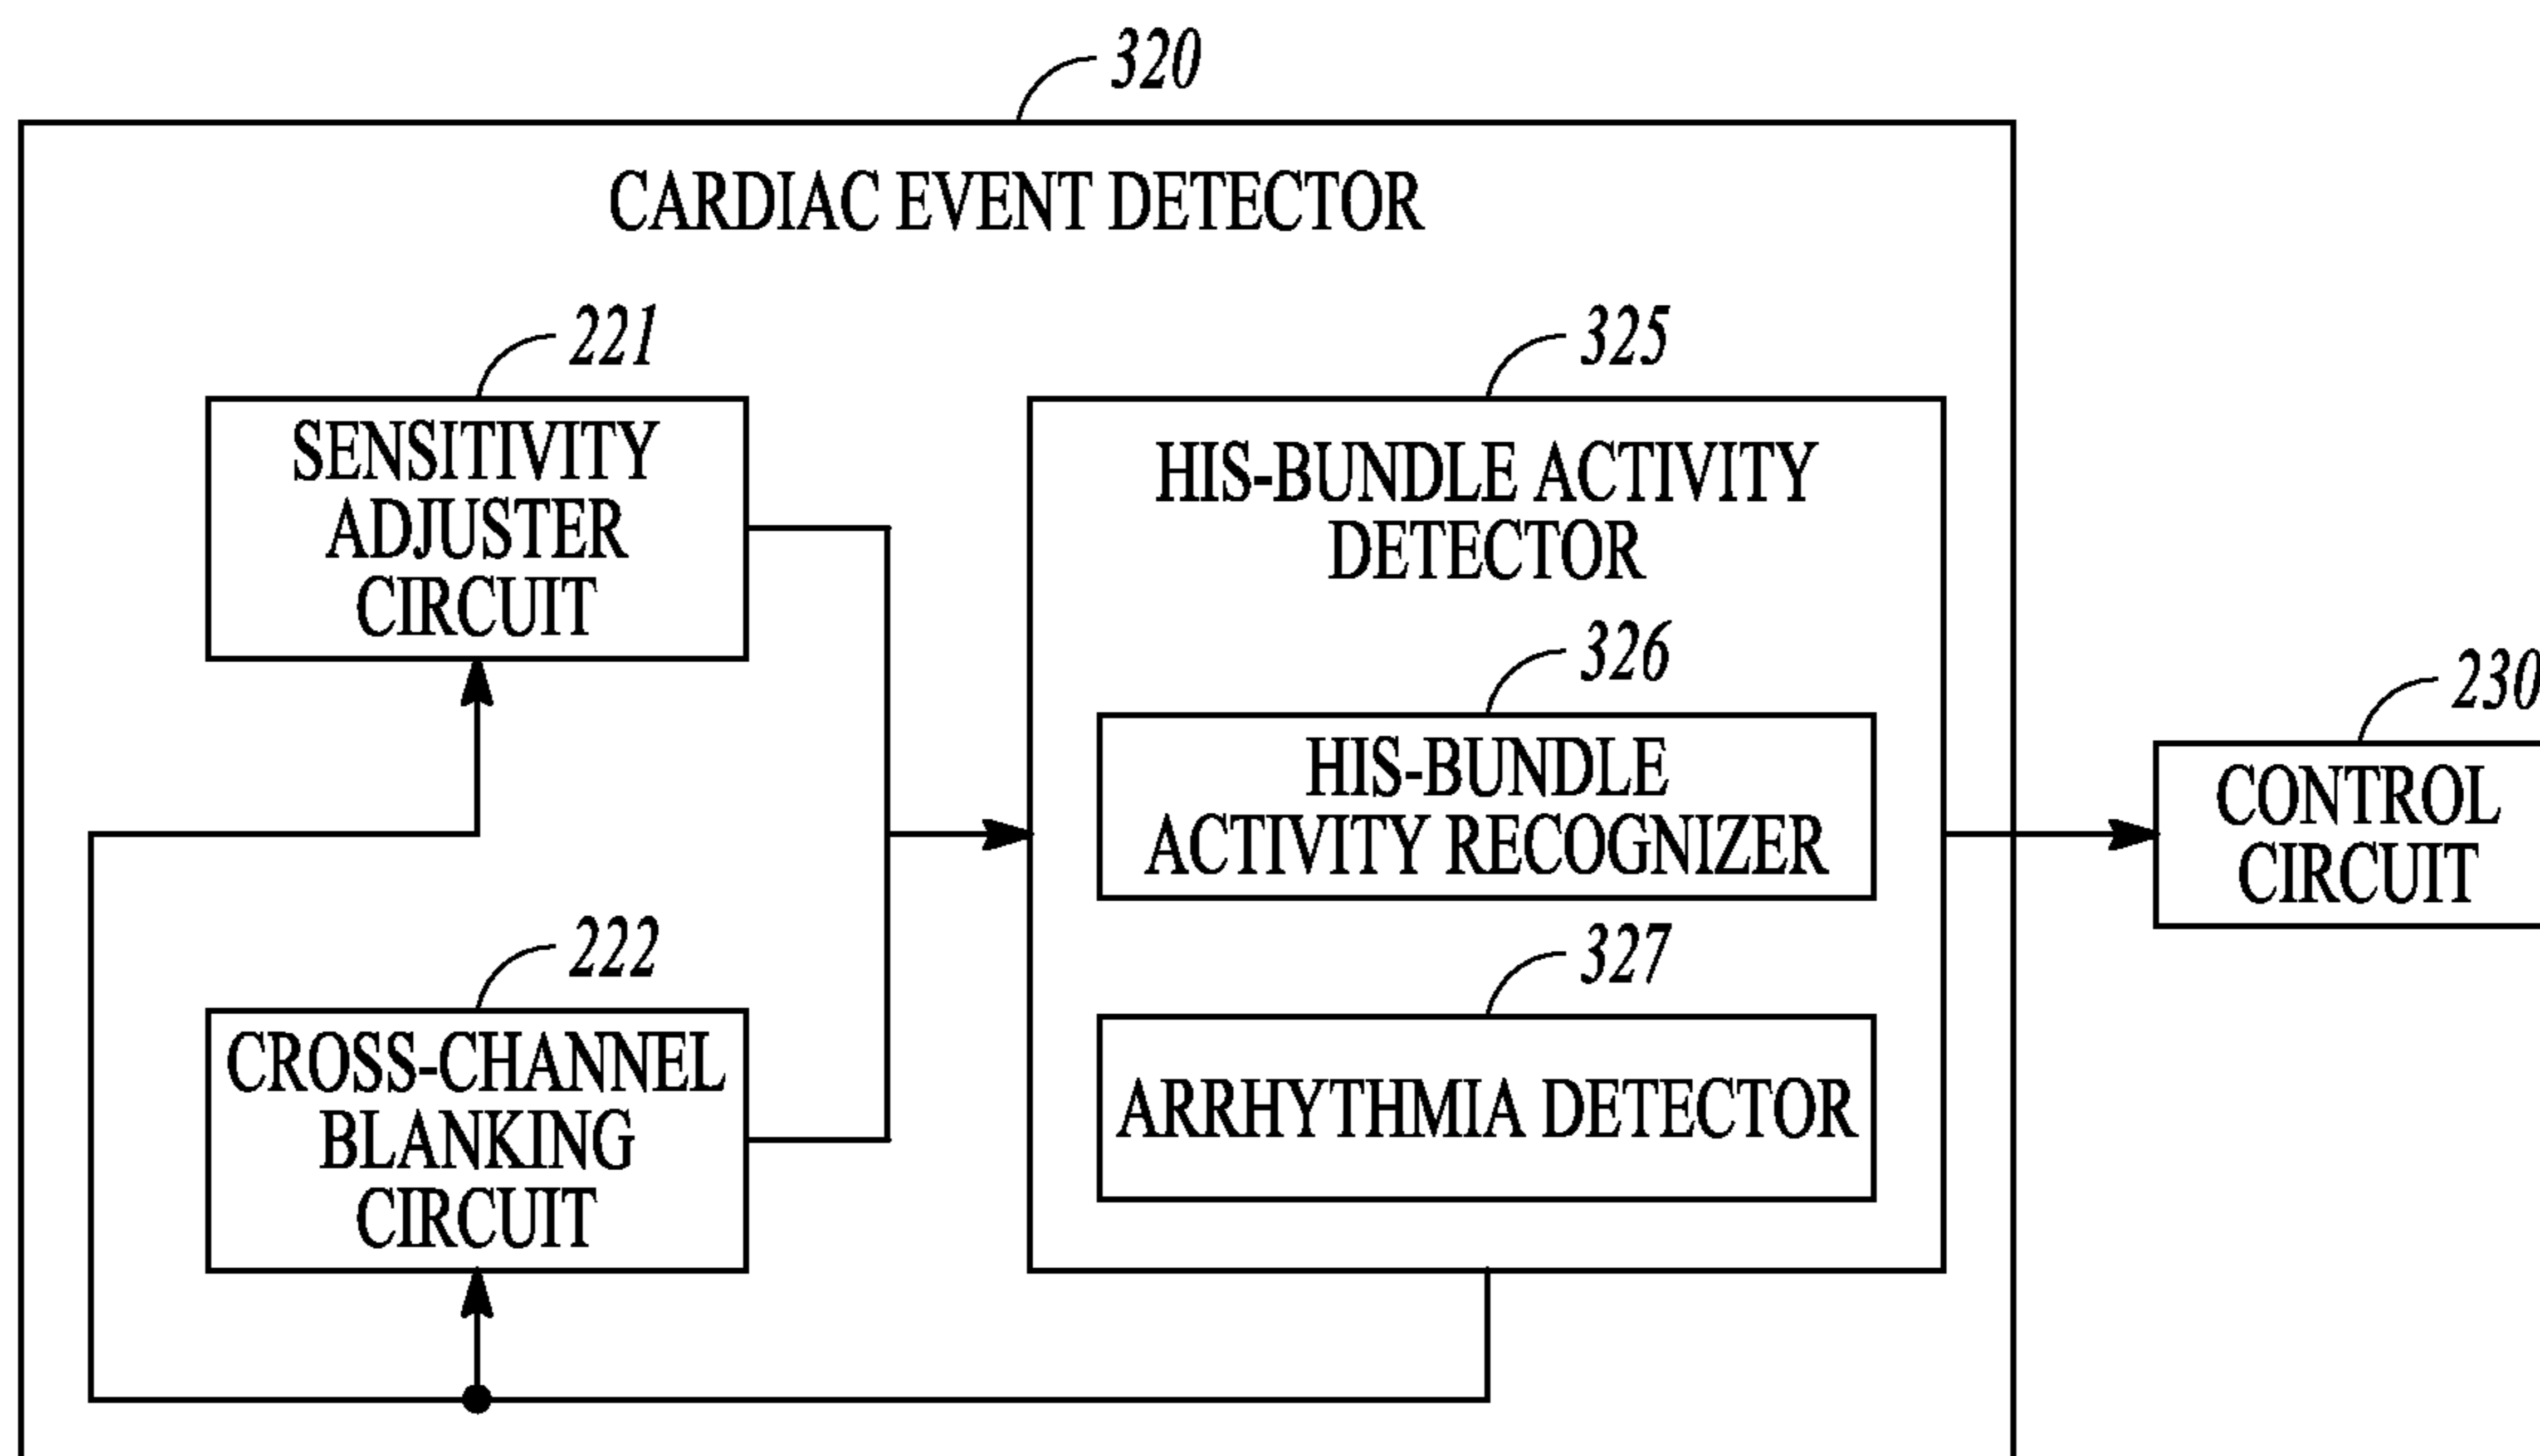 320
CARDIAC EVENT DETECTOR
221
SENSITIVITY
ADJUSTER
CIRCUIT
325
HIS-BUNDLE ACTIVITY
DETECTOR
326
HIS-BUNDLE
ACTIVITY RECOGNIZER
230
CONTROL
CIRCUIT
222
CROSS-CHANNEL
BLANKING
CIRCUIT
327
ARRHYTHMIA DETECTOR